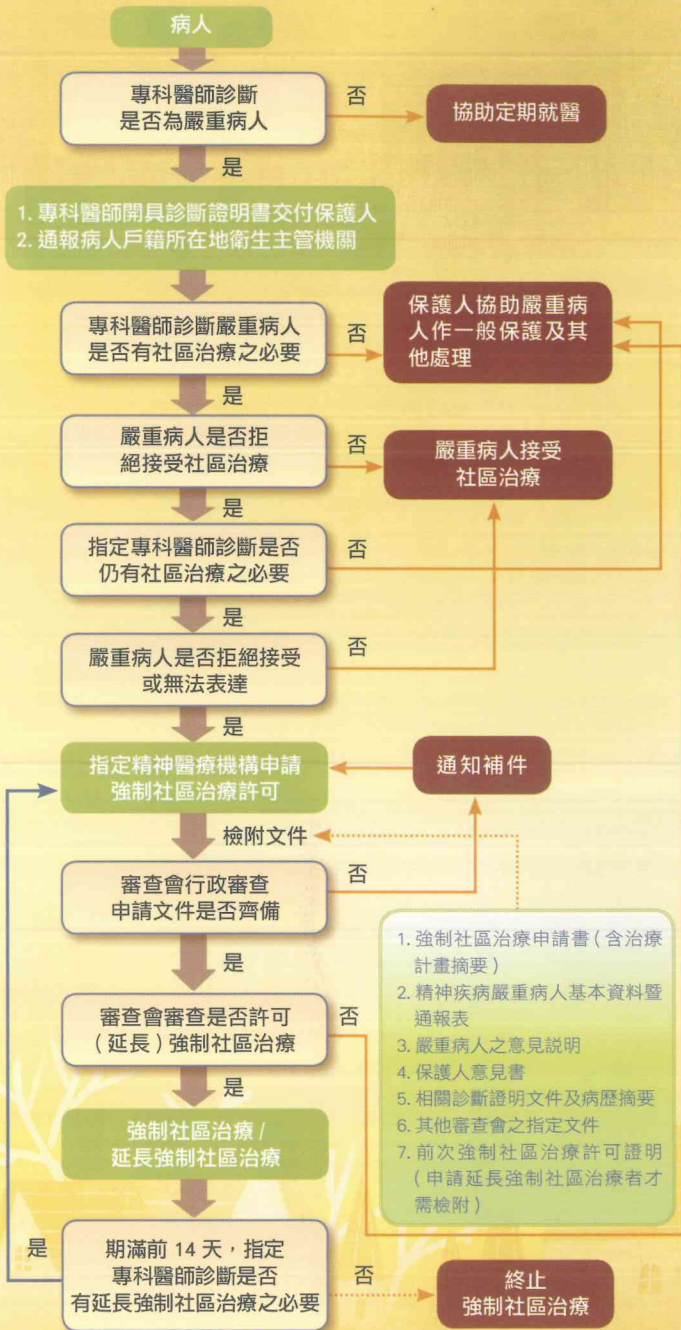 病人
專科醫師診斷
是否為嚴重病人
否
協助定期就醫
是
1. 專科醫師開具診斷證明書交付保護人
2. 通報病人戶籍所在地衛生主管機關
專科醫師診斷嚴重病人
是否有社區治療之必要
否
保護人協助嚴重病
人作一般保護及其
他處理
是
嚴重病人是否拒
絕接受社區治療
否
嚴重病人接受
社區治療
是
指定專科醫師診斷是否
仍有社區治療之必要
否
是
嚴重病人是否拒絕接受
或無法表達
否
是
指定精神醫療機構申請
強制社區治療許可
通知補件
檢附文件
審查會行政審查
申請文件是否齊備
否
是
1. 強制社區治療申請書(含治療
計畫摘要)
2. 精神疾病嚴重病人基本資料暨
通報表
3. 嚴重病人之意見說明
4. 保護人意見書
5. 相關診斷證明文件及病歷摘要
6. 其他審查會之指定文件
7. 前次強制社區治療許可證明
(申請延長強制社區治療者才
需檢附)
審查會審查是否許可
(延長)強制社區治療
否
是
強制社區治療/
延長強制社區治療
是
期滿前 14 天,指定
專科醫師診斷是否
有延長強制社區治療之必要
否
終止
強制社區治療